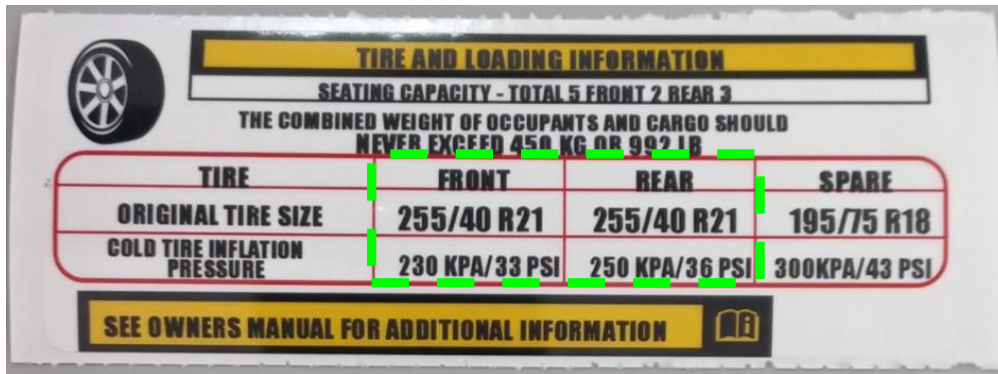 TIRE AND LOADING INFORMATION
SEATING CAPACITY - TOTAL 5 FRONT 2 REAR 3
THE COMBINED WEIGHT OF OCCUPANTS AND CARGO SHOULD
NEVER EXCEED 450 KG OR 992 LB
TIRE FRONT REAR SPARE
ORIGINAL TIRE SIZE 255/40 R21 255/40 R21 195/75 R18
COLD TIRE INFLATION
PRESSURE 230 KPA/33 PSI 250 KPA/36 PSI 300KPA/43 PSI
SEE OWNERS MANUAL FOR ADDITIONAL INFORMATION